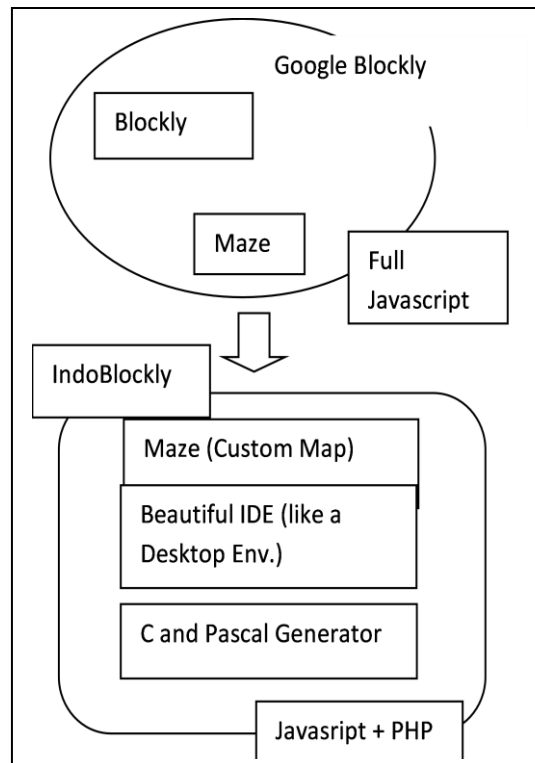 Google Blockly
Blockly
Maze
Full
Javascript
IndoBlockly
Maze (Custom Map)
Beautiful IDE (like a
Desktop Env.)
C and Pascal Generator
Javasript + PHP